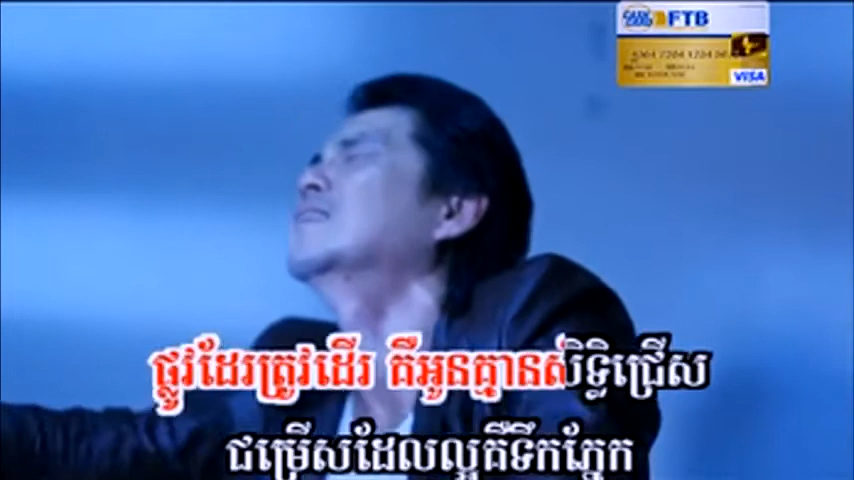 FTB
VISA
ផ្លូវដែរត្រូវដើរ គឺអូនគ្មានសិទ្ធិជ្រើស
ជម្រើសដែលល្អគឺទឹកភ្នែក